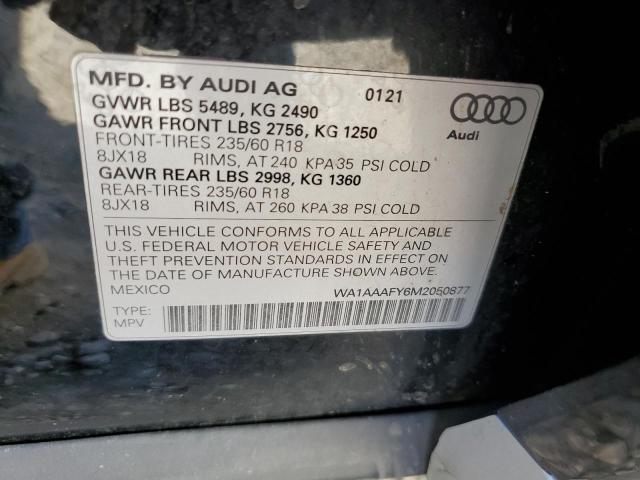 MFD. BY AUDI AG 0121
GVWR LBS 5489, KG 2490
GAWR FRONT LBS 2756, KG 1250
FRONT-TIRES 235/60 R18
8JX18 RIMS, AT 240 KPA 35 PSI COLD
GAWR REAR LBS 2998, KG 1360
REAR-TIRES 235/60 R18
8JX18 RIMS, AT 260 KPA 38 PSI COLD
Audi
THIS VEHICLE CONFORMS TO ALL APPLICABLE
U.S. FEDERAL MOTOR VEHICLE SAFETY AND
THEFT PREVENTION STANDARDS IN EFFECT ON
THE DATE OF MANUFACTURE SHOWN ABOVE.
MEXICO WA1AAAFY6M2050877
TYPE:
MPV